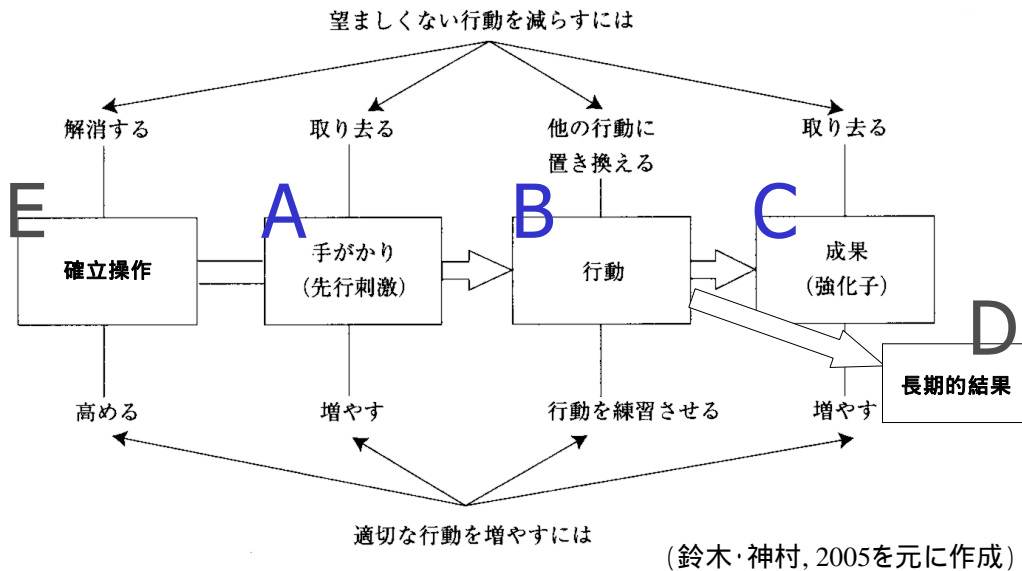 望ましくない行動を減らすには
解消する
取り去る
他の行動に
置き換える
取り去る
E
A
B
C
確立操作
手がかり
(先行刺激)
行動
成果
(強化子)
D
長期的結果
高める
増やす
行動を練習させる
増やす
適切な行動を増やすには
(鈴木・神村, 2005を元に作成)